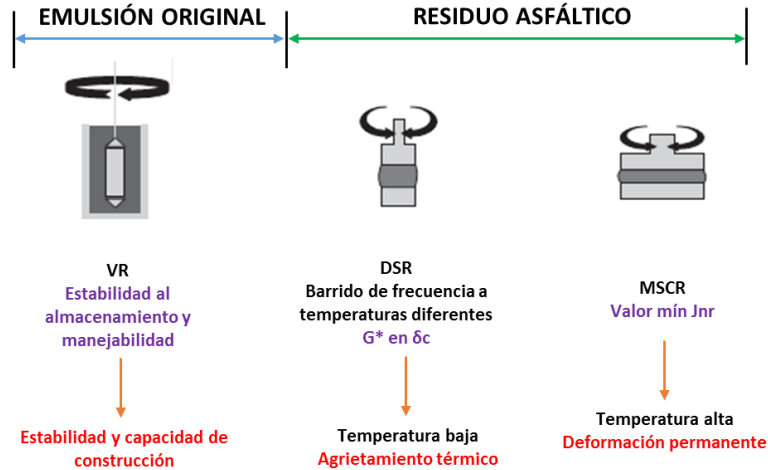 EMULSIÓN ORIGINAL
RESIDUO ASFÁLTICO
VR
Estabilidad al
almacenamiento y
manejabilidad
Estabilidad y capacidad de
construcción
DSR
Barrido de frecuencia a
temperaturas diferentes
G* en δc
Temperatura baja
Agrietamiento térmico
MSCR
Valor mín Jnr
Temperatura alta
Deformación permanente